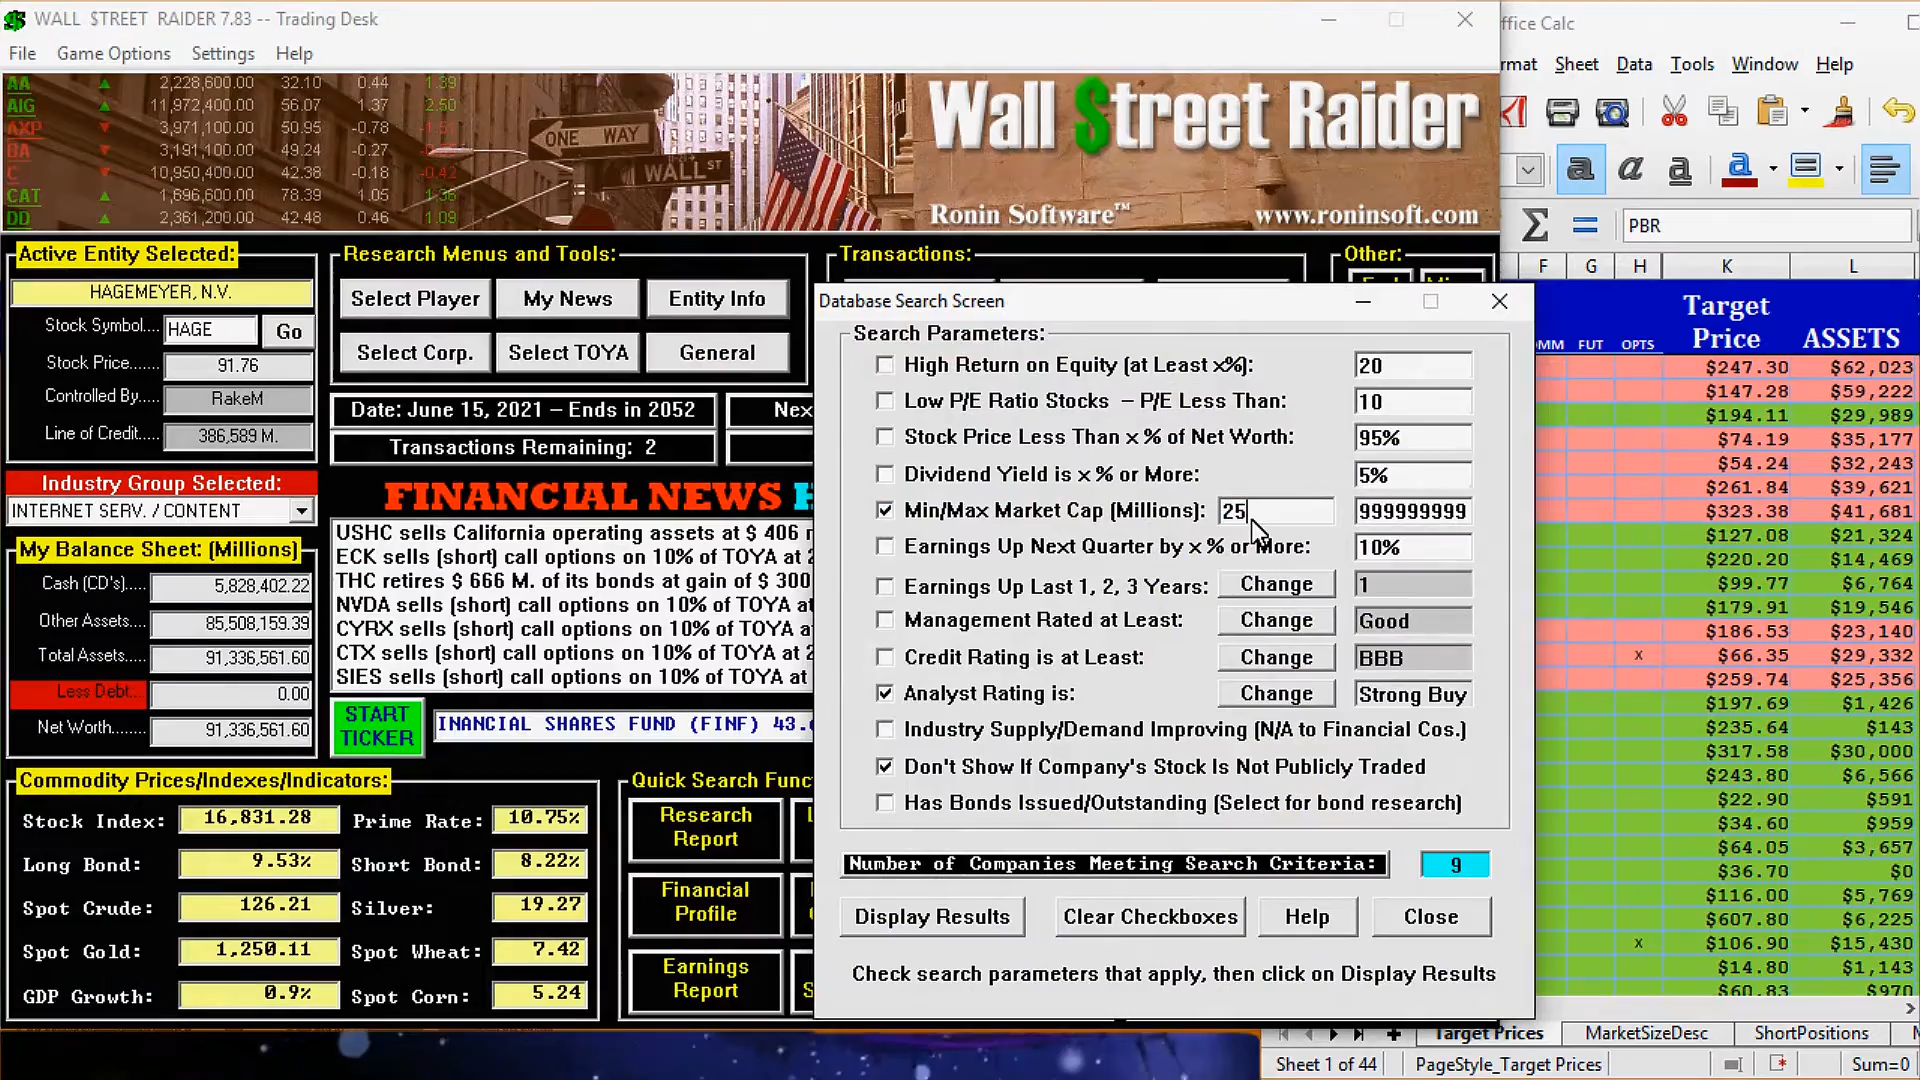 WALL $TREET RAIDER 7.83 -- Trading Desk
File Game Options Settings Help
AA 2,228,600.00 32.10 0.44 1.39
AIG 11,972,400.00 56.07 1.37 2.50
AXP 3,971,100.00 50.95 -0.78
BA 3,191,100.00 49.24 -0.27
C 10,950,400.00 42.38 -0.18 -0.42
CAT 1,696,600.00 78.39 1.05 1.36
DD 2,361,200.00 42.48 0.46 1.09
ONE WAY
WALL ST
Wall $treet Raider
Ronin Software™ www.roninsoft.com
Active Entity Selected:
HAGEMEYER, N.V.
Stock Symbol.... HAGE Go
Stock Price..... 91.76
Controlled By... RakeM
Line of Credit.... 386,589 M.
Industry Group Selected:
INTERNET SERV. / CONTENT
My Balance Sheet: (Millions)
Cash (CD's)..... 5,828,402.22
Other Assets.... 85,508,159.39
Total Assets.... 91,336,561.60
Less Debt... 0.00
Net Worth....... 91,336,561.60
Research Menus and Tools:
Select Player My News Entity Info
Select Corp. Select TOYA General
Transactions:
Other:
Date: June 15, 2021 – Ends in 2052
Nex
Transactions Remaining: 2
FINANCIAL NEWS H
USHC sells California operating assets at $ 406 m
ECK sells (short) call options on 10% of TOYA at 2
THC retires $ 666 M. of its bonds at gain of $ 300
NVDA sells (short) call options on 10% of TOYA
CYRX sells (short) call options on 10% of TOYA
CTX sells (short) call options on 10% of TOYA at 2
SIES sells (short) call options on 10% of TOYA at
START TICKER
INANCIAL SHARES FUND (FINF) 43.
Commodity Prices/Indexes/Indicators:
Stock Index: 16,831.28 Prime Rate: 10.75%
Long Bond: 9.53% Short Bond: 8.22%
Spot Crude: 126.21 Silver: 19.27
Spot Gold: 1,250.11 Spot Wheat: 7.42
GDP Growth: 0.9% Spot Corn: 5.24
Quick Search Func
Research Report
Financial Profile
Earnings Report
Database Search Screen
Search Parameters:
High Return on Equity (at Least x%): 20
Low P/E Ratio Stocks – P/E Less Than: 10
Stock Price Less Than x % of Net Worth: 95%
Dividend Yield is x % or More: 5%
Min/Max Market Cap (Millions): 25 999999999
Earnings Up Next Quarter by x % or More: 10%
Earnings Up Last 1, 2, 3 Years: Change 1
Management Rated at Least: Change Good
Credit Rating is at Least: Change BBB
Analyst Rating is: Change Strong Buy
Industry Supply/Demand Improving (N/A to Financial Cos.)
Don't Show If Company's Stock Is Not Publicly Traded
Has Bonds Issued/Outstanding (Select for bond research)
Number of Companies Meeting Search Criteria: 9
Display Results Clear Checkboxes Help Close
Check search parameters that apply, then click on Display Results
ffice Calc
rmat Sheet Data Tools Window Help
PBR
F G H K L
MM FUT OPTS Target Price ASSETS
$247.30 $62,023
$147.28 $59,222
$194.11 $29,989
$74.19 $35,177
$54.24 $32,243
$261.84 $39,621
$323.38 $41,681
$127.08 $21,324
$220.20 $14,469
$99.77 $6,764
$179.91 $19,546
$186.53 $23,140
x $66.35 $29,332
$259.74 $25,356
$197.69 $1,426
$235.64 $143
$317.58 $30,000
$243.80 $6,566
$22.90 $591
$34.60 $959
$64.05 $3,657
$36.70 $0
$116.00 $5,769
$607.80 $6,225
x $106.90 $15,430
$14.80 $1,143
$60.83 $970
Target Prices MarketSizeDesc ShortPositions
Sheet 1 of 44 PageStyle_Target Prices Sum=0